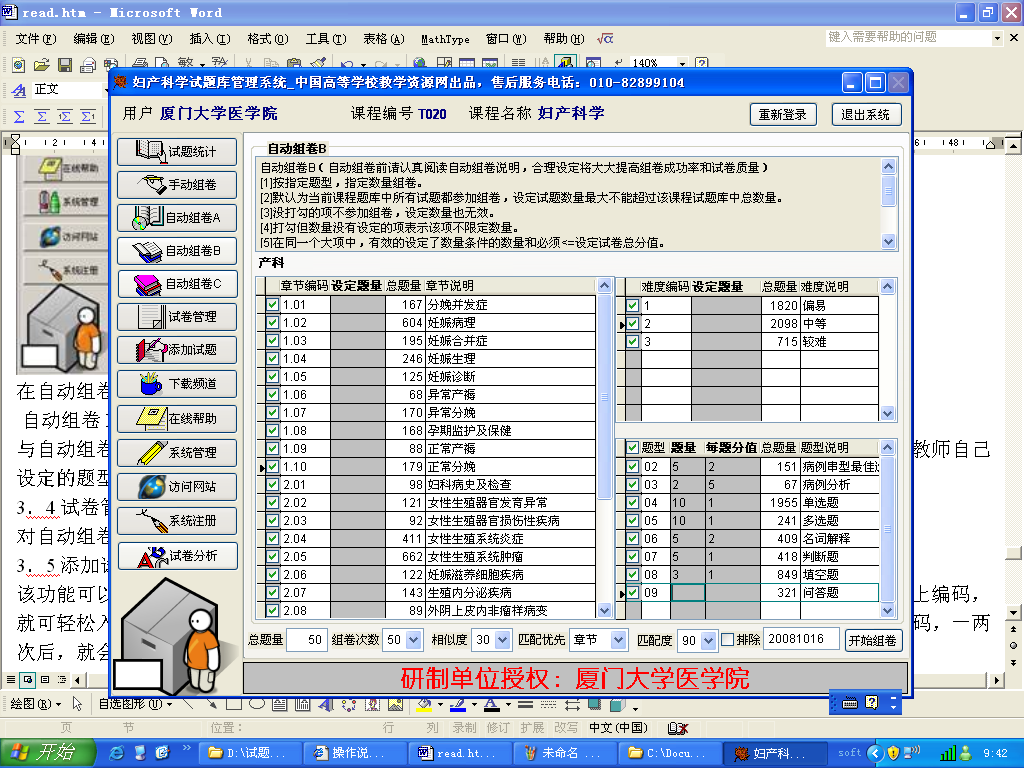 read.htm - Microsoft Word
文件(F) 编辑(E) 视图(V) 插入(I) 格式(O) 工具(T) 表格(A) MathType 窗口(W) 帮助(H) √α 键入需要帮助的问题
140%
正文
妇产科学试题库管理系统_中国高等学校教学资源网出品，售后服务电话：010-82899104
用户 厦门大学医学院 课程编号 T020 课程名称 妇产科学 重新登录 退出系统
试题统计
手动组卷
自动组卷A
自动组卷B
自动组卷C
试卷管理
添加试题
下载频道
在线帮助
系统管理
访问网站
系统注册
试卷分析
自动组卷B
自动组卷B(自动组卷前请认真阅读自动组卷说明，合理设定将大大提高组卷成功率和试卷质量)
[1]按指定题型，指定数量组卷。
[2]默认为当前课程题库中所有试题都参加组卷，设定试题数量最大不能超过该课程试题库中总数量。
[3]没打勾的项不参加组卷，设定数量也无效。
[4]打勾但数量没有设定的项表示该项不限定数量。
[5]在同一个大项中，有效的设定了数量条件的数量和必须<=设定试卷总分值。
产科
章节编码 设定题量 总题量 章节说明
1.01 167 分娩并发症
1.02 604 妊娠病理
1.03 195 妊娠合并症
1.04 246 妊娠生理
1.05 125 妊娠诊断
1.06 68 异常产褥
1.07 170 异常分娩
1.08 168 孕期监护及保健
1.09 88 正常产褥
1.10 179 正常分娩
2.01 98 妇科病史及检查
2.02 121 女性生殖器官发育异常
2.03 92 女性生殖器官损伤性疾病
2.04 411 女性生殖系统炎症
2.05 662 女性生殖系统肿瘤
2.06 122 妊娠滋养细胞疾病
2.07 143 生殖内分泌疾病
2.08 89 外阴上皮内非瘤样病变
难度编码 设定题量 总题量 难度说明
1 1820 偏易
2 2098 中等
3 715 较难
题型 题量 每题分值 总题量 题型说明
02 5 2 151 病例串型最佳
03 2 5 67 病例分析
04 10 1 1955 单选题
05 10 1 241 多选题
06 5 2 409 名词解释
07 5 1 418 判断题
08 3 1 849 填空题
09 321 问答题
总题量 50 组卷次数 50 相似度 30 匹配优先 章节 匹配度 90 排除 20081016 开始组卷
研制单位授权：厦门大学医学院
在线帮助
系统管理
访问网站
系统注册
在自动组卷
自动组卷
与自动组卷 教师自己
设定的题型
3．4试卷管
对自动组卷
3．5添加试
该功能可以 上编码，
就可轻松入 码，一两
次后，就会
绘图(R) 自选图形(U)
页 节 位置： 行 列 录制 修订 扩展 改写 中文(中国)
开始 D:\试题... 操作说... read.ht... 未命名 ... C:\Docu... 妇产科... soft 9:42